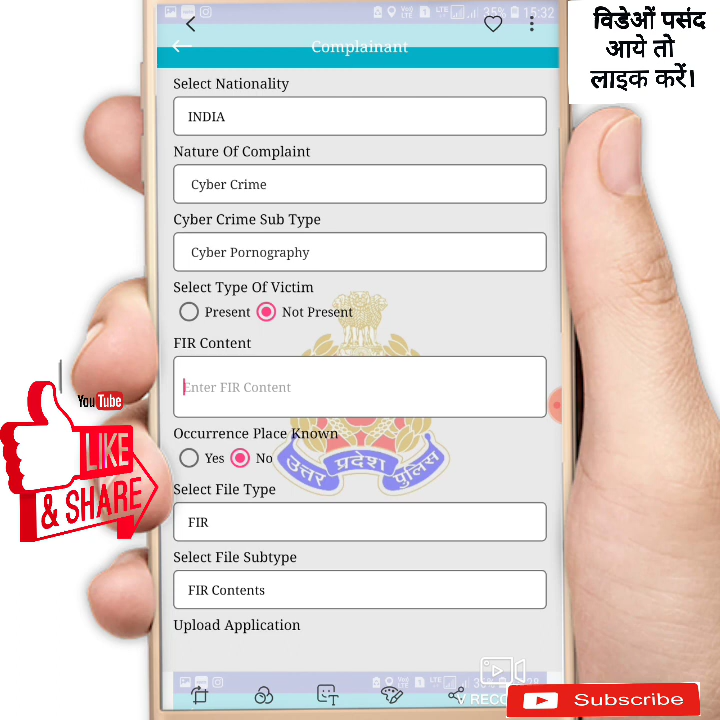 विडेओं पसंद
आये तो
लाइक करें।
15:32
35%
Complainant
Select Nationality
INDIA
Nature Of Complaint
Cyber Crime
Cyber Crime Sub Type
Cyber Pornography
Select Type Of Victim
Present Not Present
FIR Content
Enter FIR Content
Occurrence Place Known
Yes No
उत्तर प्रदेश पुलिस
Select File Type
FIR
Select File Subtype
FIR Contents
Upload Application
YouTube
LIKE
& SHARE
Subscribe